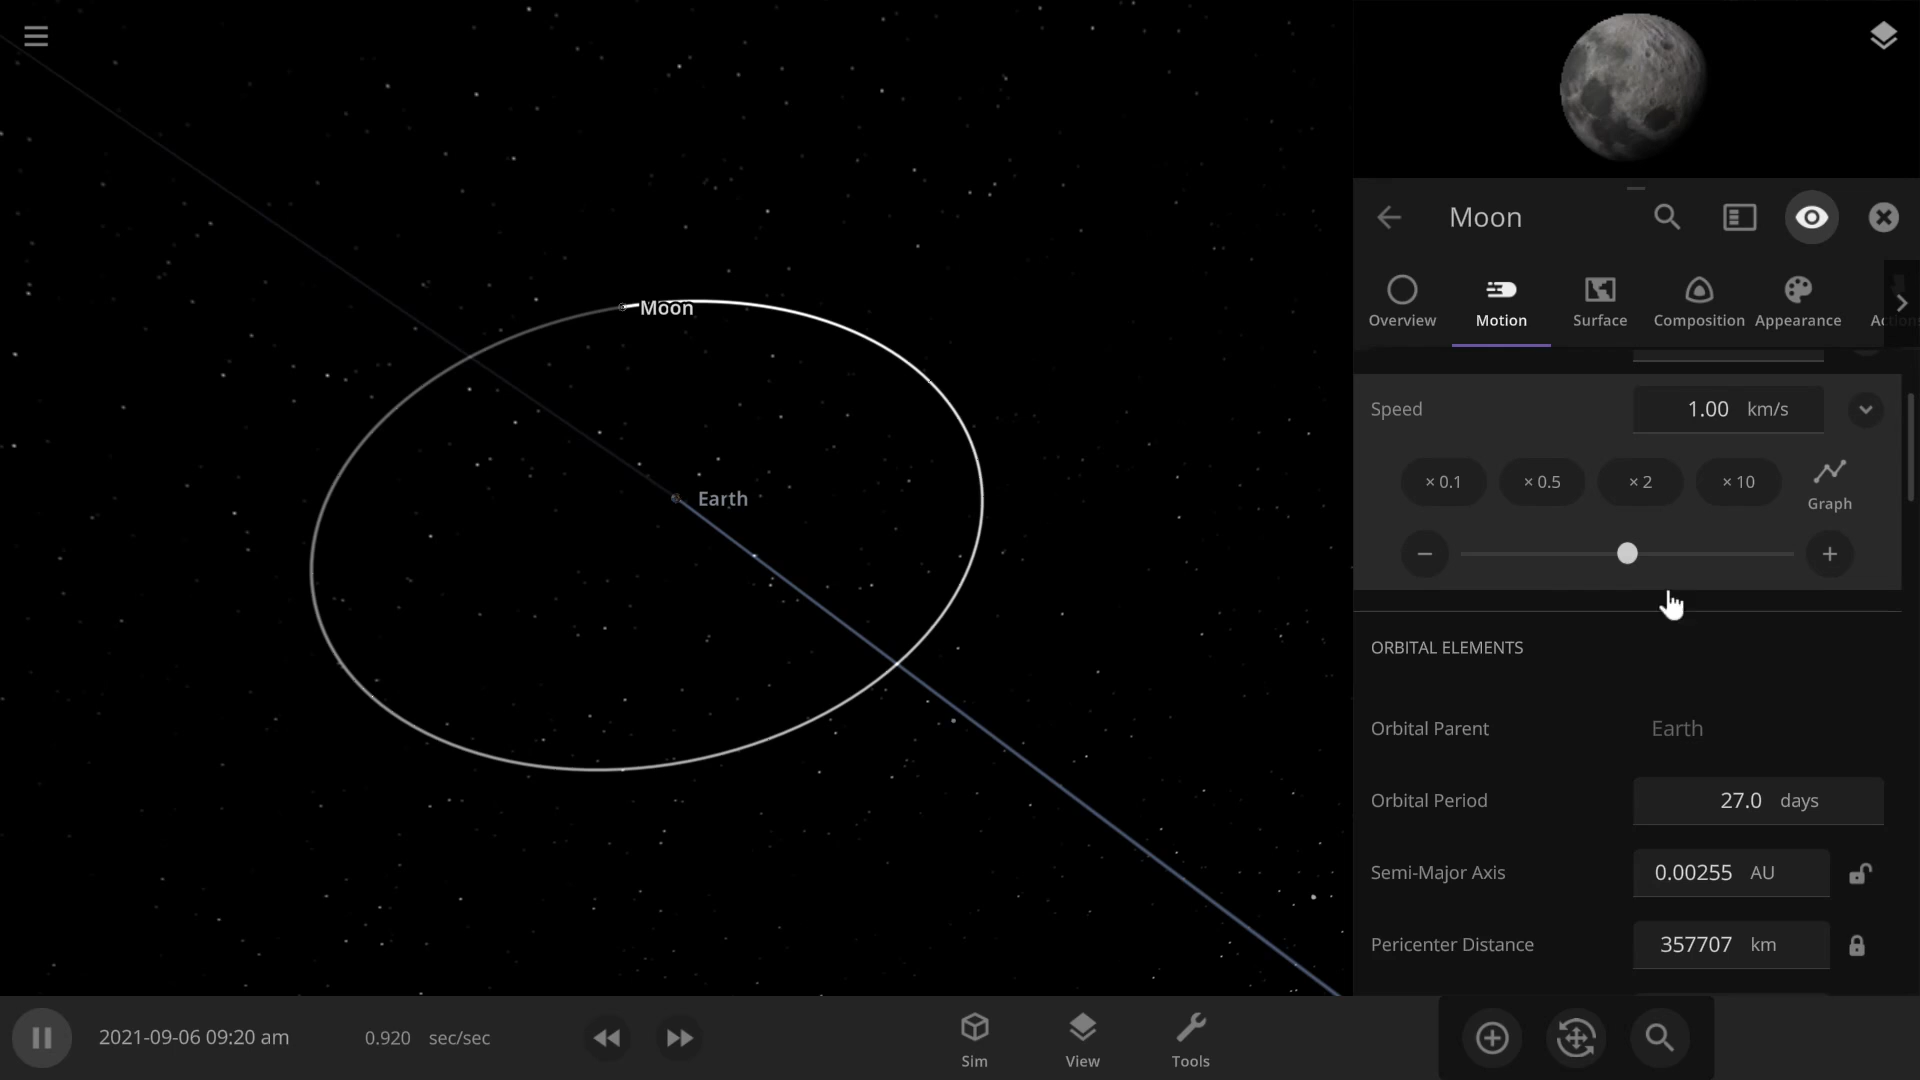 Moon
Overview
Motion
Surface
Composition
Appearance
Speed
1.00 km/s
× 0.1
× 0.5
× 2
× 10
Graph
ORBITAL ELEMENTS
Orbital Parent
Earth
Orbital Period
27.0 days
Semi-Major Axis
0.00255 AU
Pericenter Distance
357707 km
Moon
Earth
2021-09-06 09:20 am
0.920 sec/sec
Sim
View
Tools